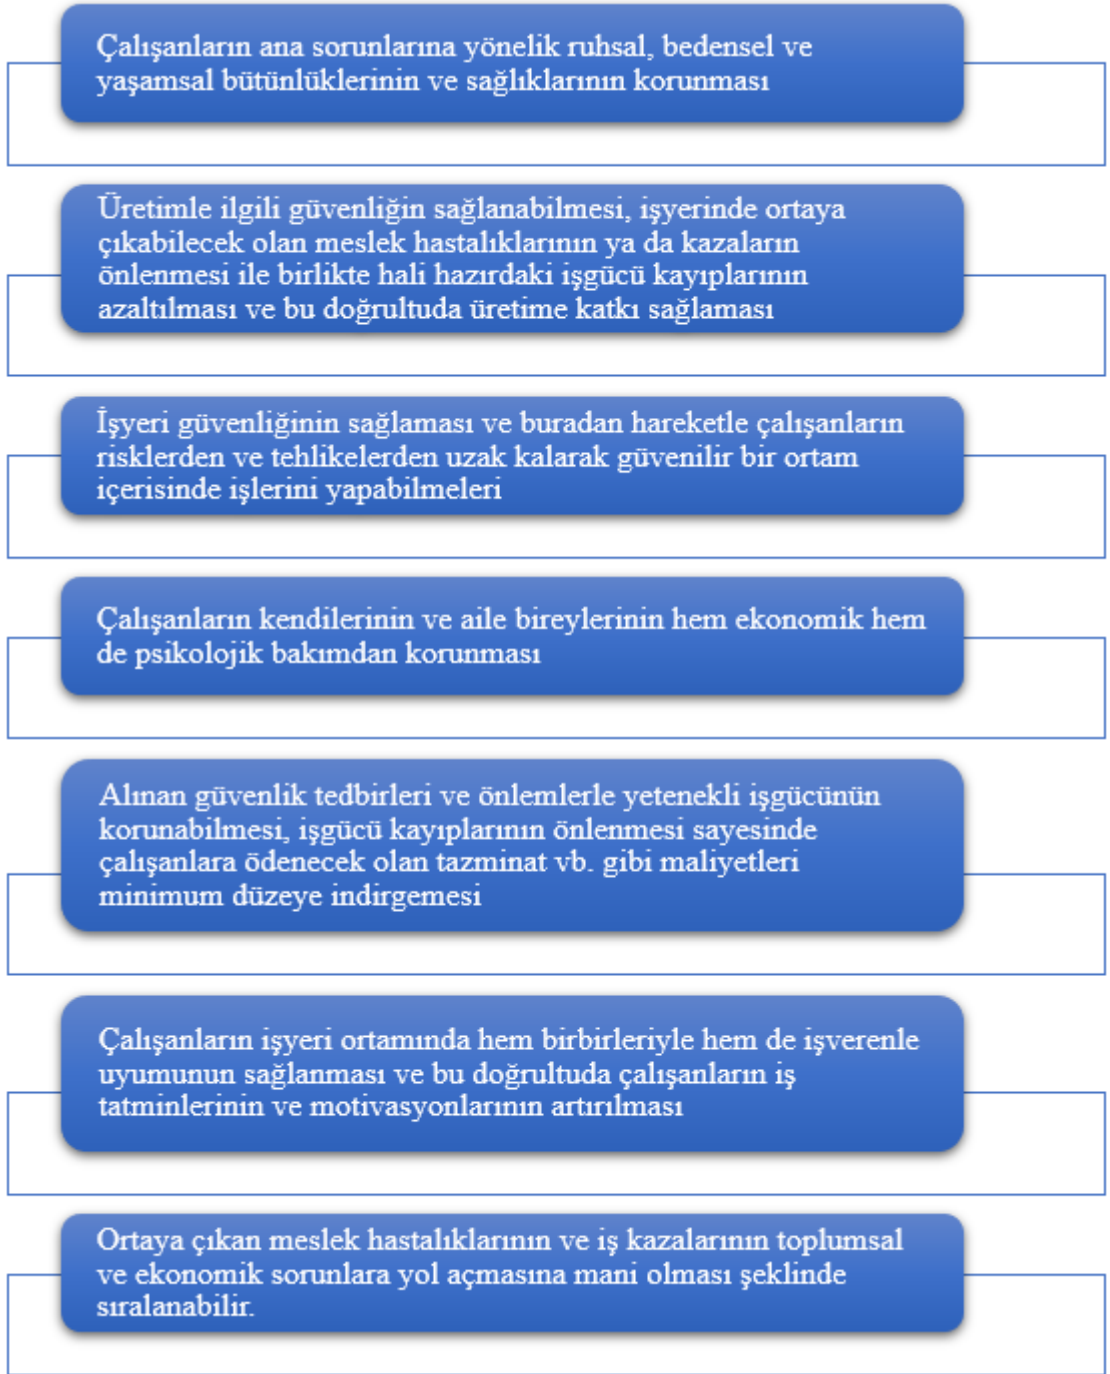 Çalışanların ana sorunlarına yönelik ruhsal, bedensel ve
yaşamsal bütünlüklerinin ve sağlıklarının korunması
Üretimle ilgili güvenliğin sağlanabilmesi, işyerinde ortaya
çıkabilecek olan meslek hastalıklarının ya da kazaların
önlenmesi ile birlikte hali hazırdaki işgücü kayıplarının
azaltılması ve bu doğrultuda üretime katkı sağlaması
İşyeri güvenliğinin sağlaması ve buradan hareketle çalışanların
risklerden ve tehlikelerden uzak kalarak güvenilir bir ortam
içerisinde işlerini yapabilmeleri
Çalışanların kendilerinin ve aile bireylerinin hem ekonomik hem
de psikolojik bakımdan korunması
Alınan güvenlik tedbirleri ve önlemlerle yetenekli işgücünün
korunabilmesi, işgücü kayıplarının önlenmesi sayesinde
çalışanlara ödenecek olan tazminat vb. gibi maliyetleri
minimum düzeye indirgemesi
Çalışanların işyeri ortamında hem birbirleriyle hem de işverenle
uyumunun sağlanması ve bu doğrultuda çalışanların iş
tatminlerinin ve motivasyonlarının artırılması
Ortaya çıkan meslek hastalıklarının ve iş kazalarının toplumsal
ve ekonomik sorunlara yol açmasına mani olması şeklinde
sıralanabilir.